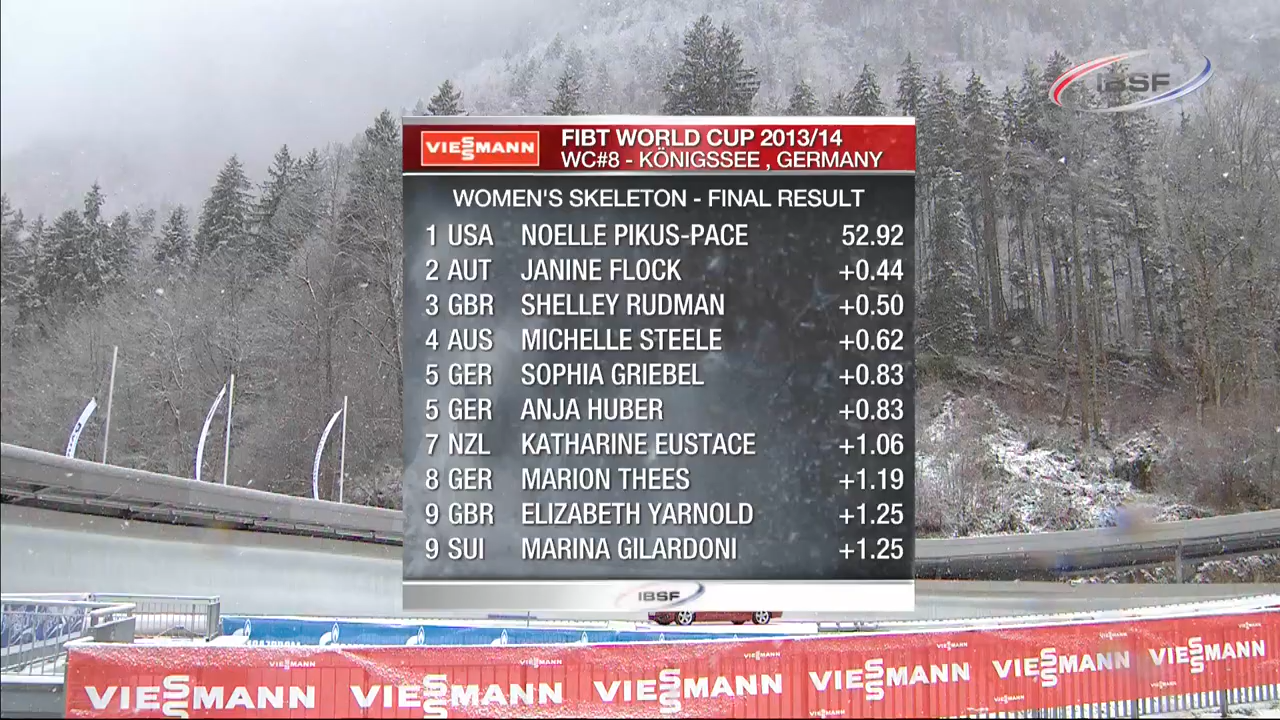 IBSF
VIESSMANN
FIBT WORLD CUP 2013/14
WC#8 - KÖNIGSSEE , GERMANY
WOMEN'S SKELETON - FINAL RESULT
1 USA NOELLE PIKUS-PACE 52.92
2 AUT JANINE FLOCK +0.44
3 GBR SHELLEY RUDMAN +0.50
4 AUS MICHELLE STEELE +0.62
5 GER SOPHIA GRIEBEL +0.83
5 GER ANJA HUBER +0.83
7 NZL KATHARINE EUSTACE +1.06
8 GER MARION THEES +1.19
9 GBR ELIZABETH YARNOLD +1.25
9 SUI MARINA GILARDONI +1.25
IBSF
VIESSMANN VIESSMANN VIESSMANN VIESSMANN VIESSMANN VIESSMANN